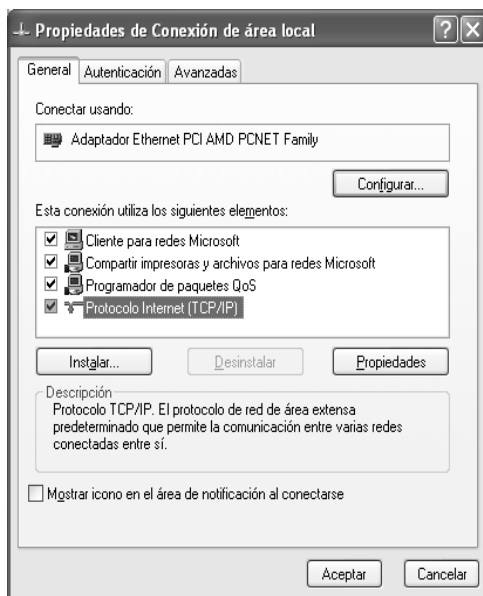 Propiedades de Conexión de área local
General Autenticación Avanzadas
Conectar usando:
Adaptador Ethernet PCI AMD PCNET Family
Configurar...
Esta conexión utiliza los siguientes elementos:
Cliente para redes Microsoft
Compartir impresoras y archivos para redes Microsoft
Programador de paquetes QoS
Protocolo Internet (TCP/IP)
Instalar... Desinstalar Propiedades
Descripción
Protocolo TCP/IP. El protocolo de red de área extensa
predeterminado que permite la comunicación entre varias redes
conectadas entre sí.
Mostrar icono en el área de notificación al conectarse
Aceptar Cancelar